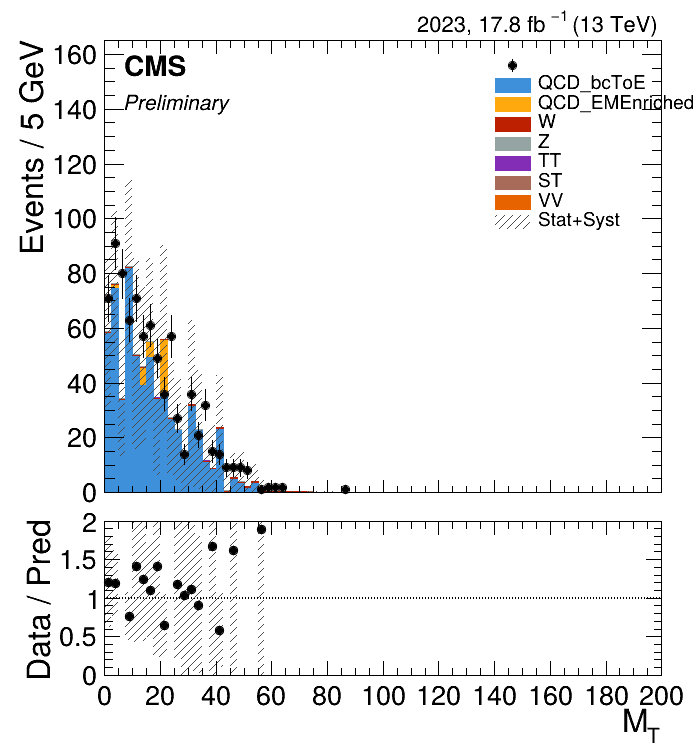 2023, 17.8 fb⁻¹ (13 TeV)
Events / 5 GeV
160
140
120
100
80
60
40
20
0
CMS
Preliminary
QCD_bcToE
QCD_EMEnriched
W
Z
TT
ST
VV
Stat+Syst
Data / Pred
2
1.5
1
0.5
0
0 20 40 60 80 100 120 140 160 180 200
M_T